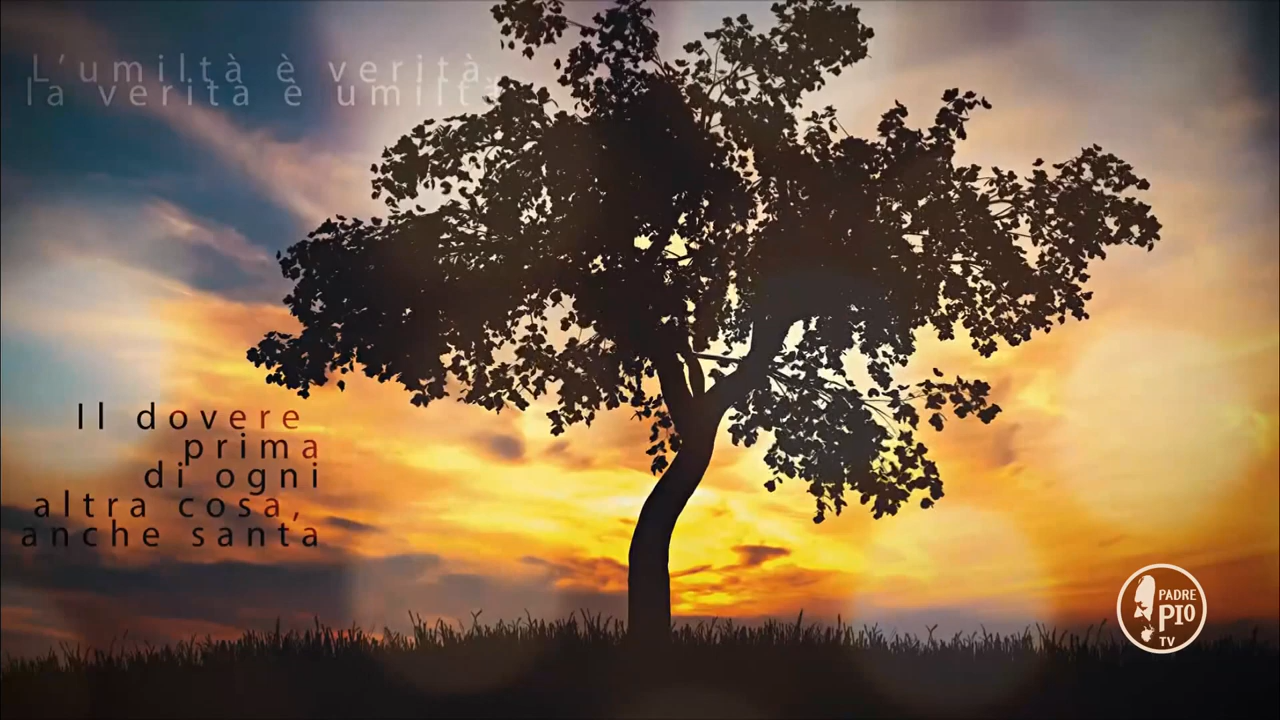 L'umiltà è verità,
la verità è umiltà
Il dovere
prima
di ogni
altra cosa,
anche santa
PADRE
PIO
TV